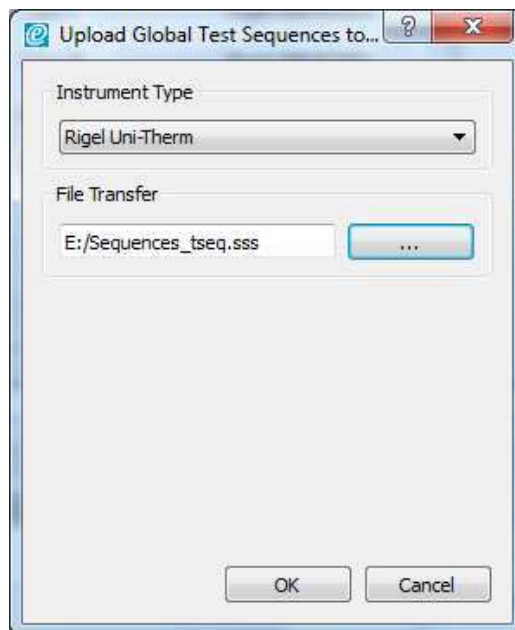 Upload Global Test Sequences to...
?
X
Instrument Type
Rigel Uni-Therm
File Transfer
E:/Sequences_tseq.sss
...
OK
Cancel